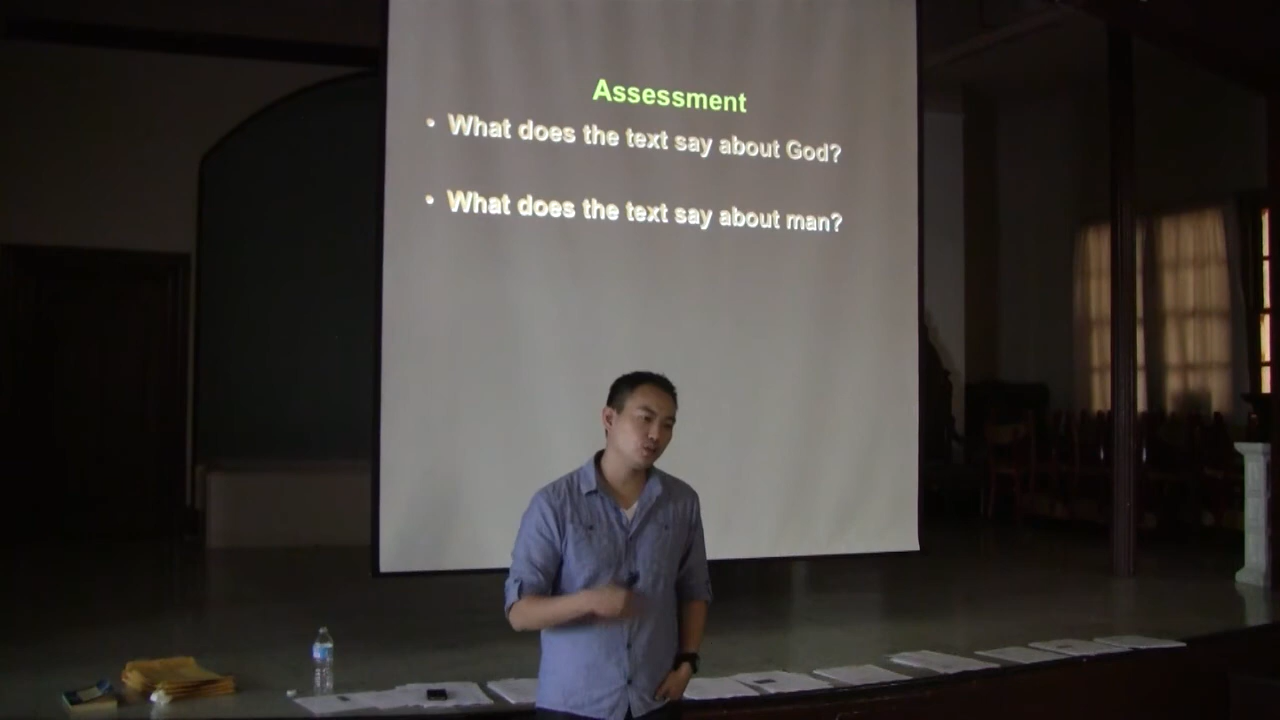 Assessment
• What does the text say about God?
• What does the text say about man?